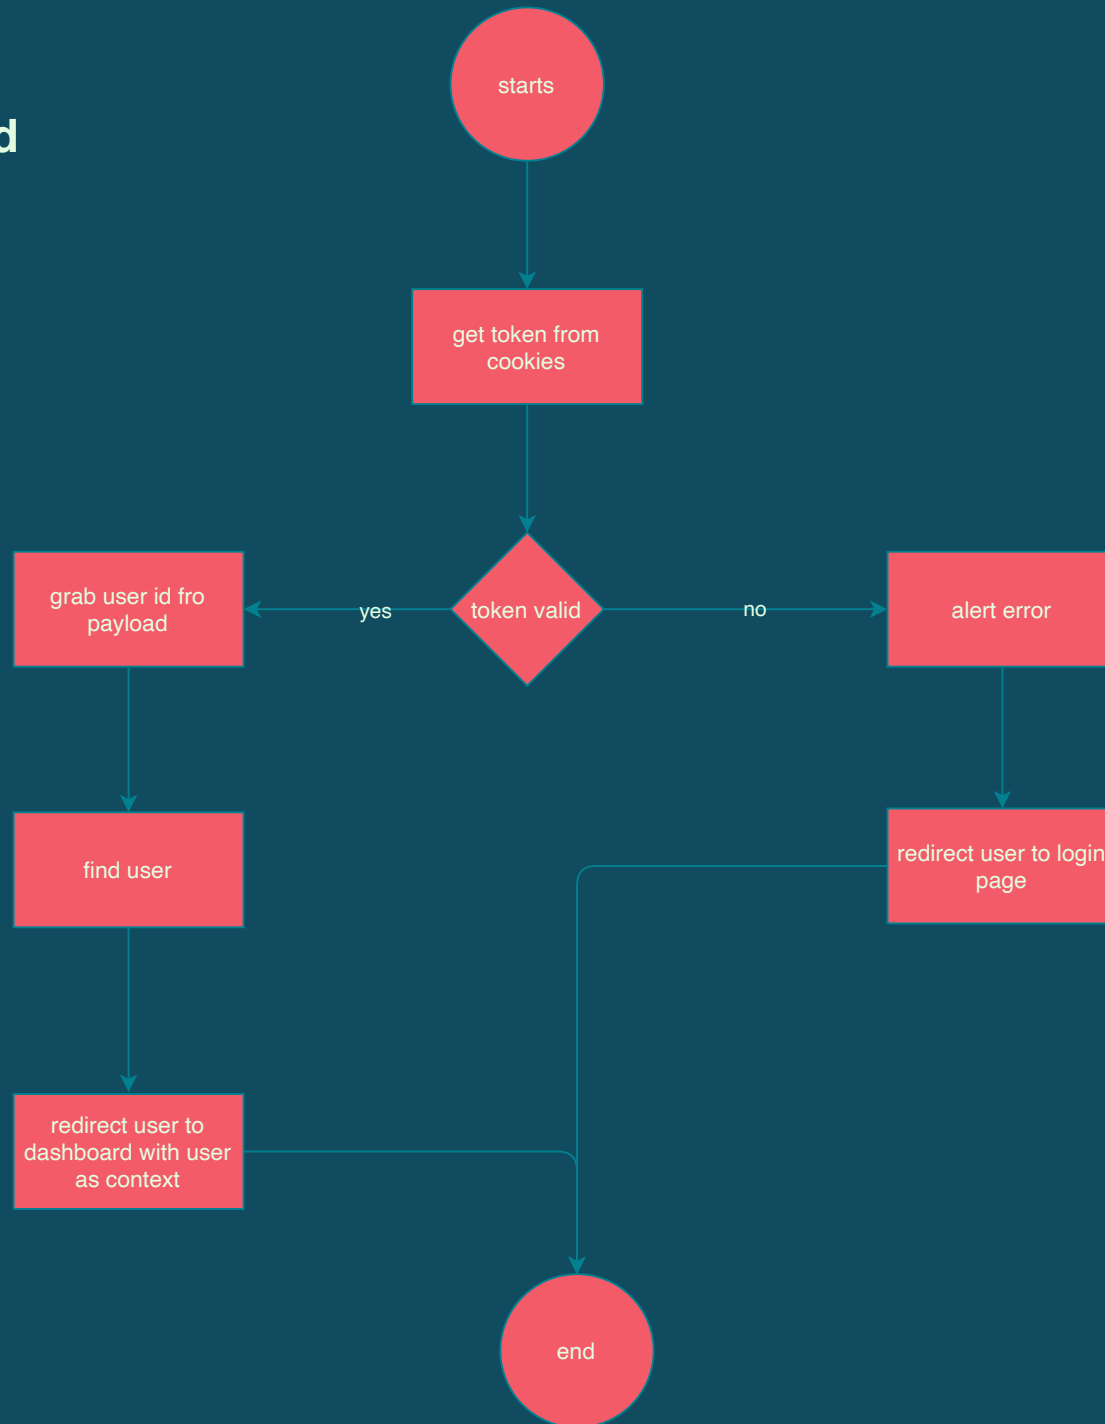 starts
d
get token from
cookies
grab user id fro
payload
yes
token valid
no
alert error
find user
redirect user to login
page
redirect user to
dashboard with user
as context
end